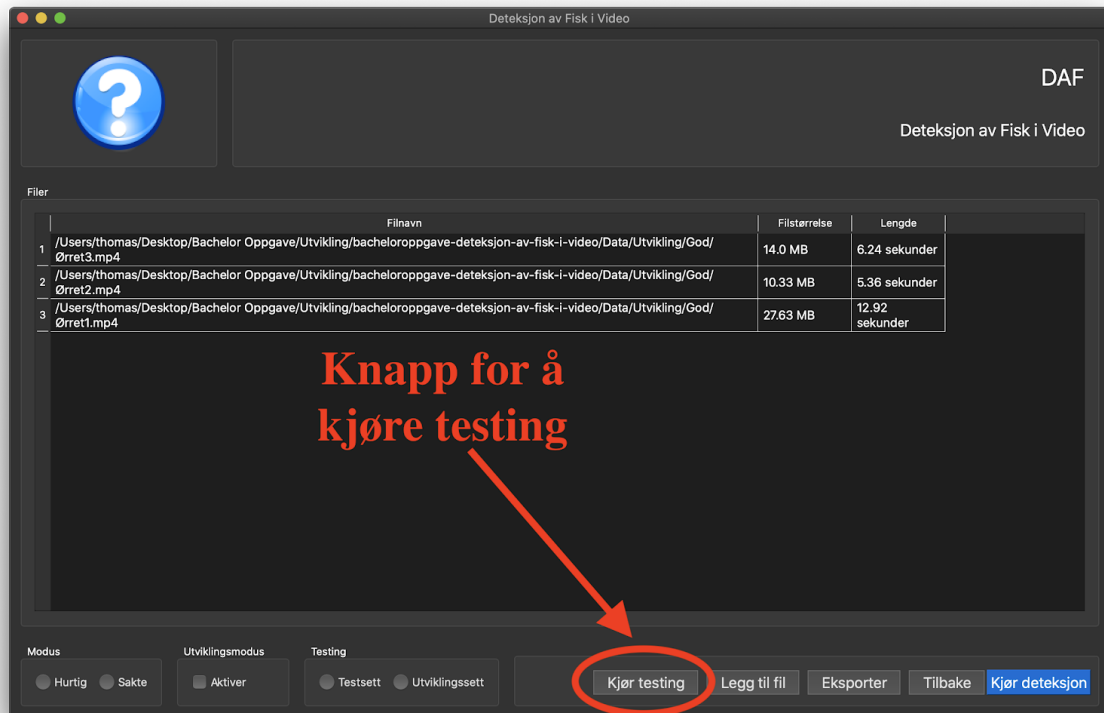 Deteksjon av Fisk i Video
DAF
Deteksjon av Fisk i Video
Filer
Filnavn Filstørrelse Lengde
1 /Users/thomas/Desktop/Bachelor Oppgave/Utvikling/bacheloroppgave-deteksjon-av-fisk-i-video/Data/Utvikling/God/
Ørret3.mp4 14.0 MB 6.24 sekunder
2 /Users/thomas/Desktop/Bachelor Oppgave/Utvikling/bacheloroppgave-deteksjon-av-fisk-i-video/Data/Utvikling/God/
Ørret2.mp4 10.33 MB 5.36 sekunder
3 /Users/thomas/Desktop/Bachelor Oppgave/Utvikling/bacheloroppgave-deteksjon-av-fisk-i-video/Data/Utvikling/God/
Ørret1.mp4 27.63 MB 12.92
sekunder
Knapp for å
kjøre testing
Modus Utviklingsmodus Testing
Hurtig Sakte Aktiver Testsett Utviklingssett Kjør testing Legg til fil Eksporter Tilbake Kjør deteksjon